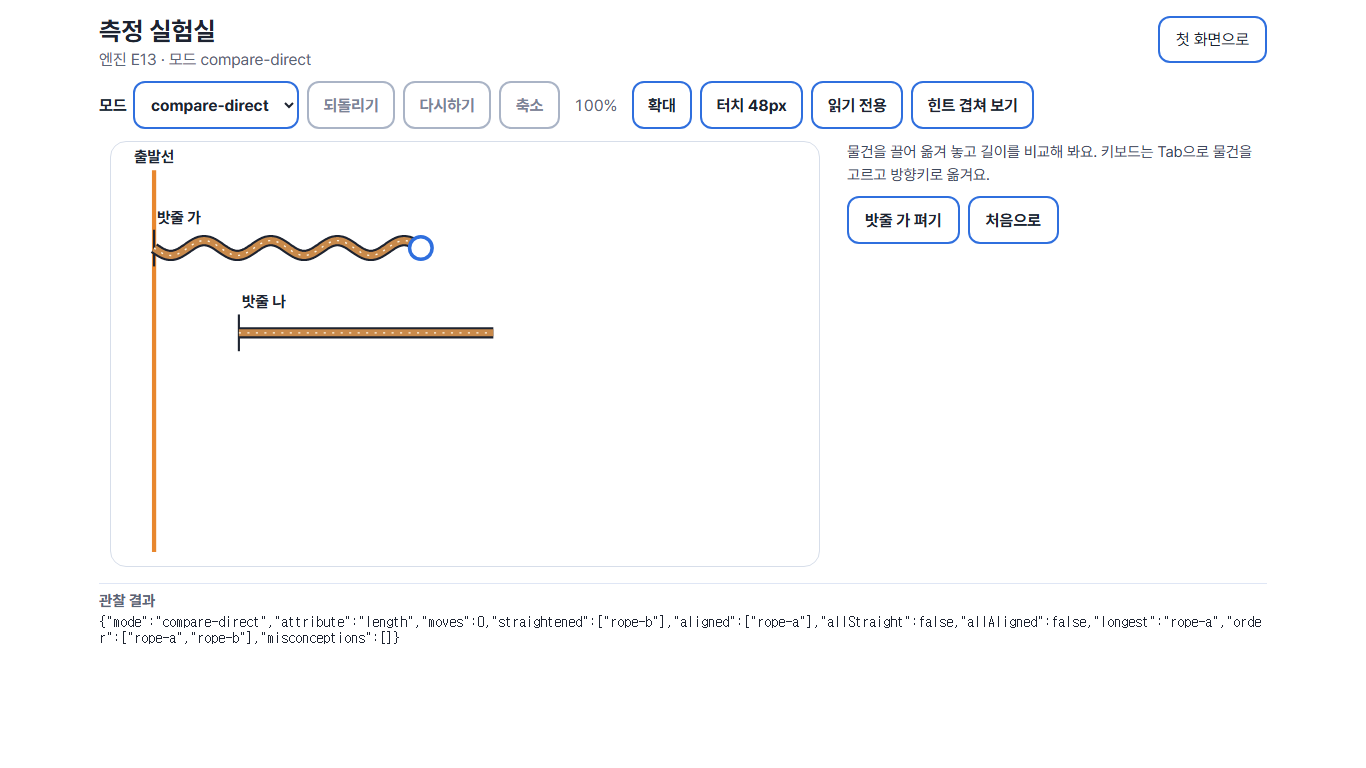 측정 실험실
엔진 E13 · 모드 compare-direct
첫 화면으로
모드 compare-direct 되돌리기 다시하기 축소 100% 확대 터치 48px 읽기 전용 힌트 겹쳐 보기
출발선
밧줄 가
밧줄 나
물건을 끌어 옮겨 놓고 길이를 비교해 봐요. 키보드는 Tab으로 물건을
고르고 방향키로 옮겨요.
밧줄 가 펴기 처음으로
관찰 결과
{"mode":"compare-direct","attribute":"length","moves":0,"straightened":["rope-b"],"aligned":["rope-a"],"allStraight":false,"allAligned":false,"longest":"rope-a","orde
r":["rope-a","rope-b"],"misconceptions":[]}